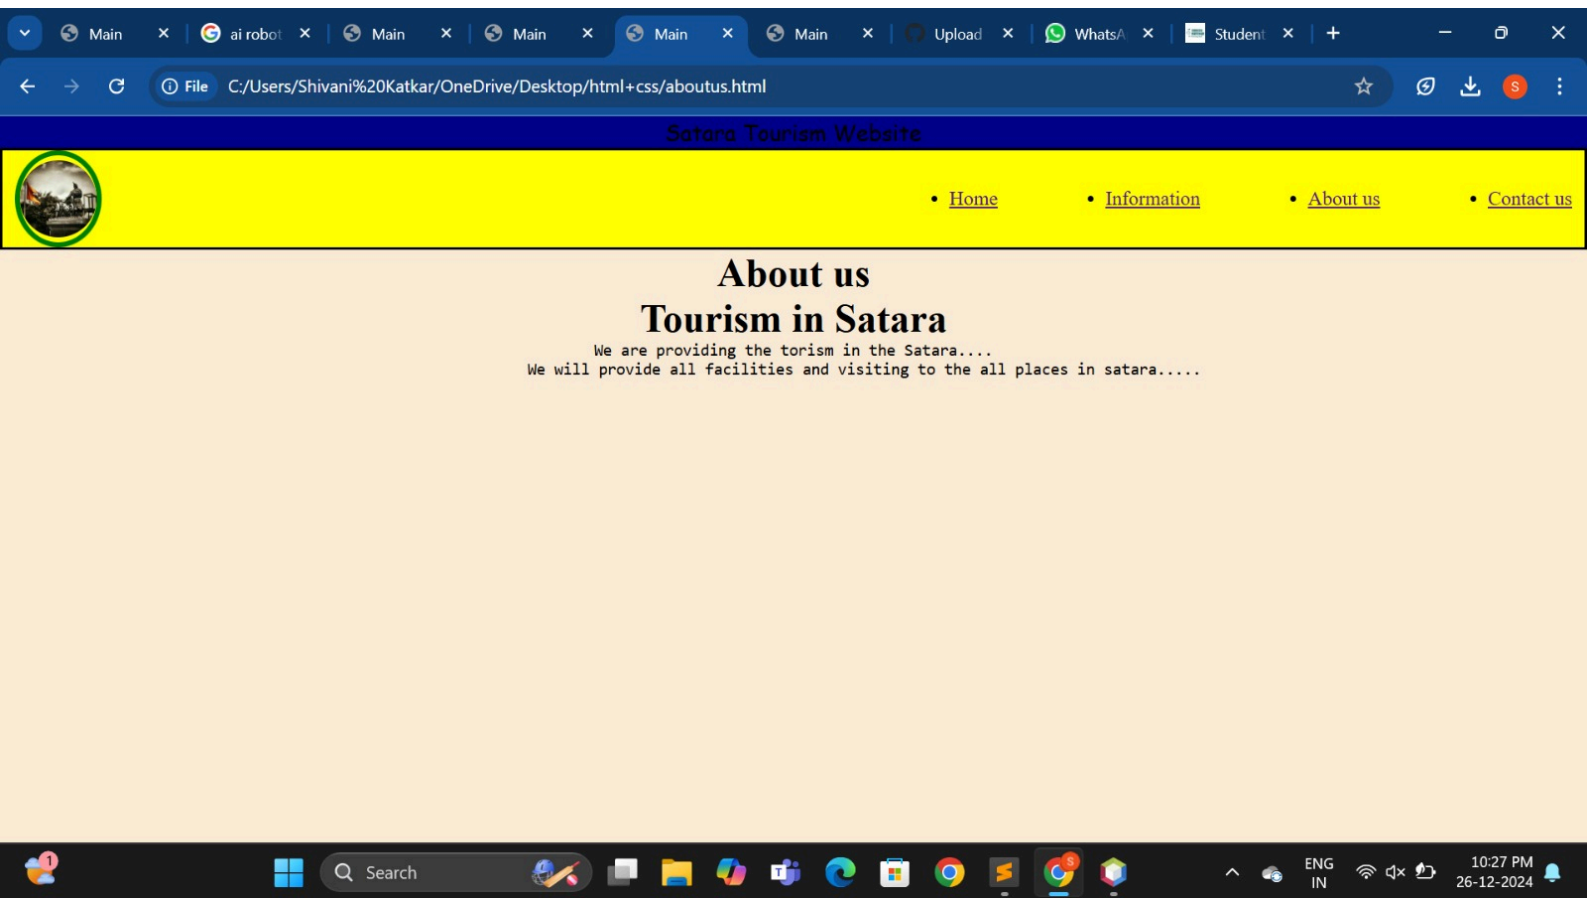 Main
ai robot
Main
Main
Main
Main
Upload
WhatsA
Student
File C:/Users/Shivani%20Katkar/OneDrive/Desktop/html+css/aboutus.html
S
Satara Tourism Website
• Home • Information • About us • Contact us
About us
Tourism in Satara
We are providing the torism in the Satara....
We will provide all facilities and visiting to the all places in satara.....
1
Search
S
ENG
IN
10:27 PM
26-12-2024